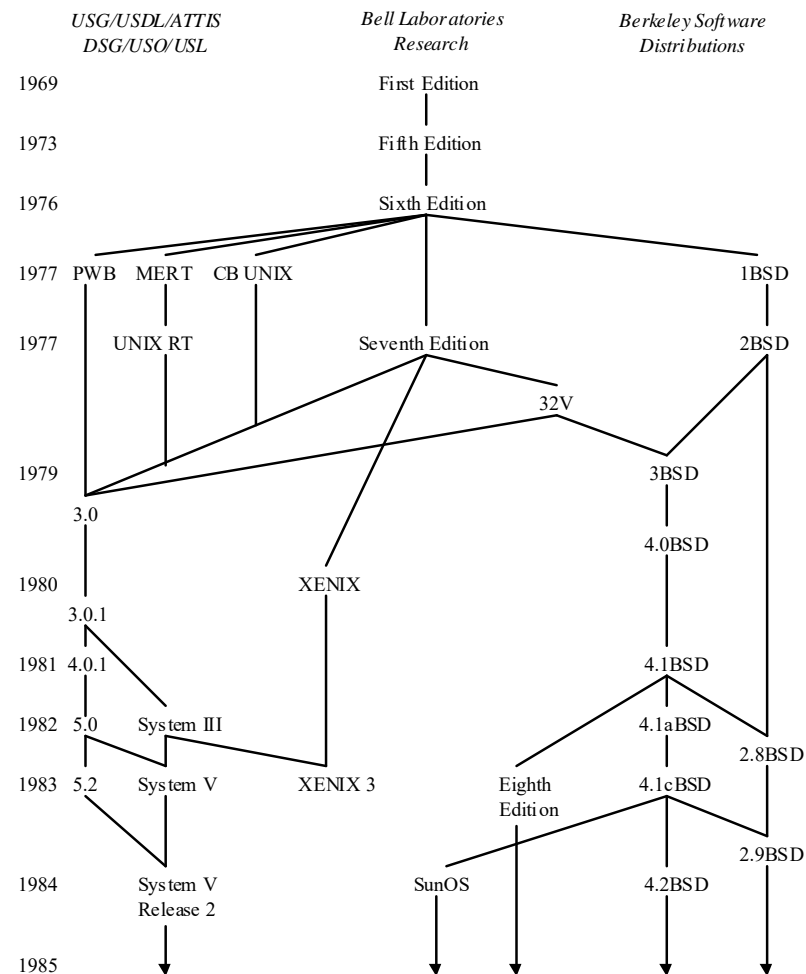 USG/USDL/ATTIS
DSG/USO/USL
Bell Laboratories
Research
Berkeley Software
Distributions
1969
First Edition
1973
Fifth Edition
1976
Sixth Edition
1977 PWB MERT CB UNIX 1BSD
1977 UNIX RT Seventh Edition 2BSD
32V
1979 3BSD
3.0
4.0BSD
1980 XENIX
3.0.1
1981 4.0.1 4.1BSD
1982 5.0 System III 4.1aBSD
2.8BSD
1983 5.2 System V XENIX 3 Eighth
Edition
4.1cBSD
2.9BSD
1984 System V
Release 2
SunOS 4.2BSD
1985